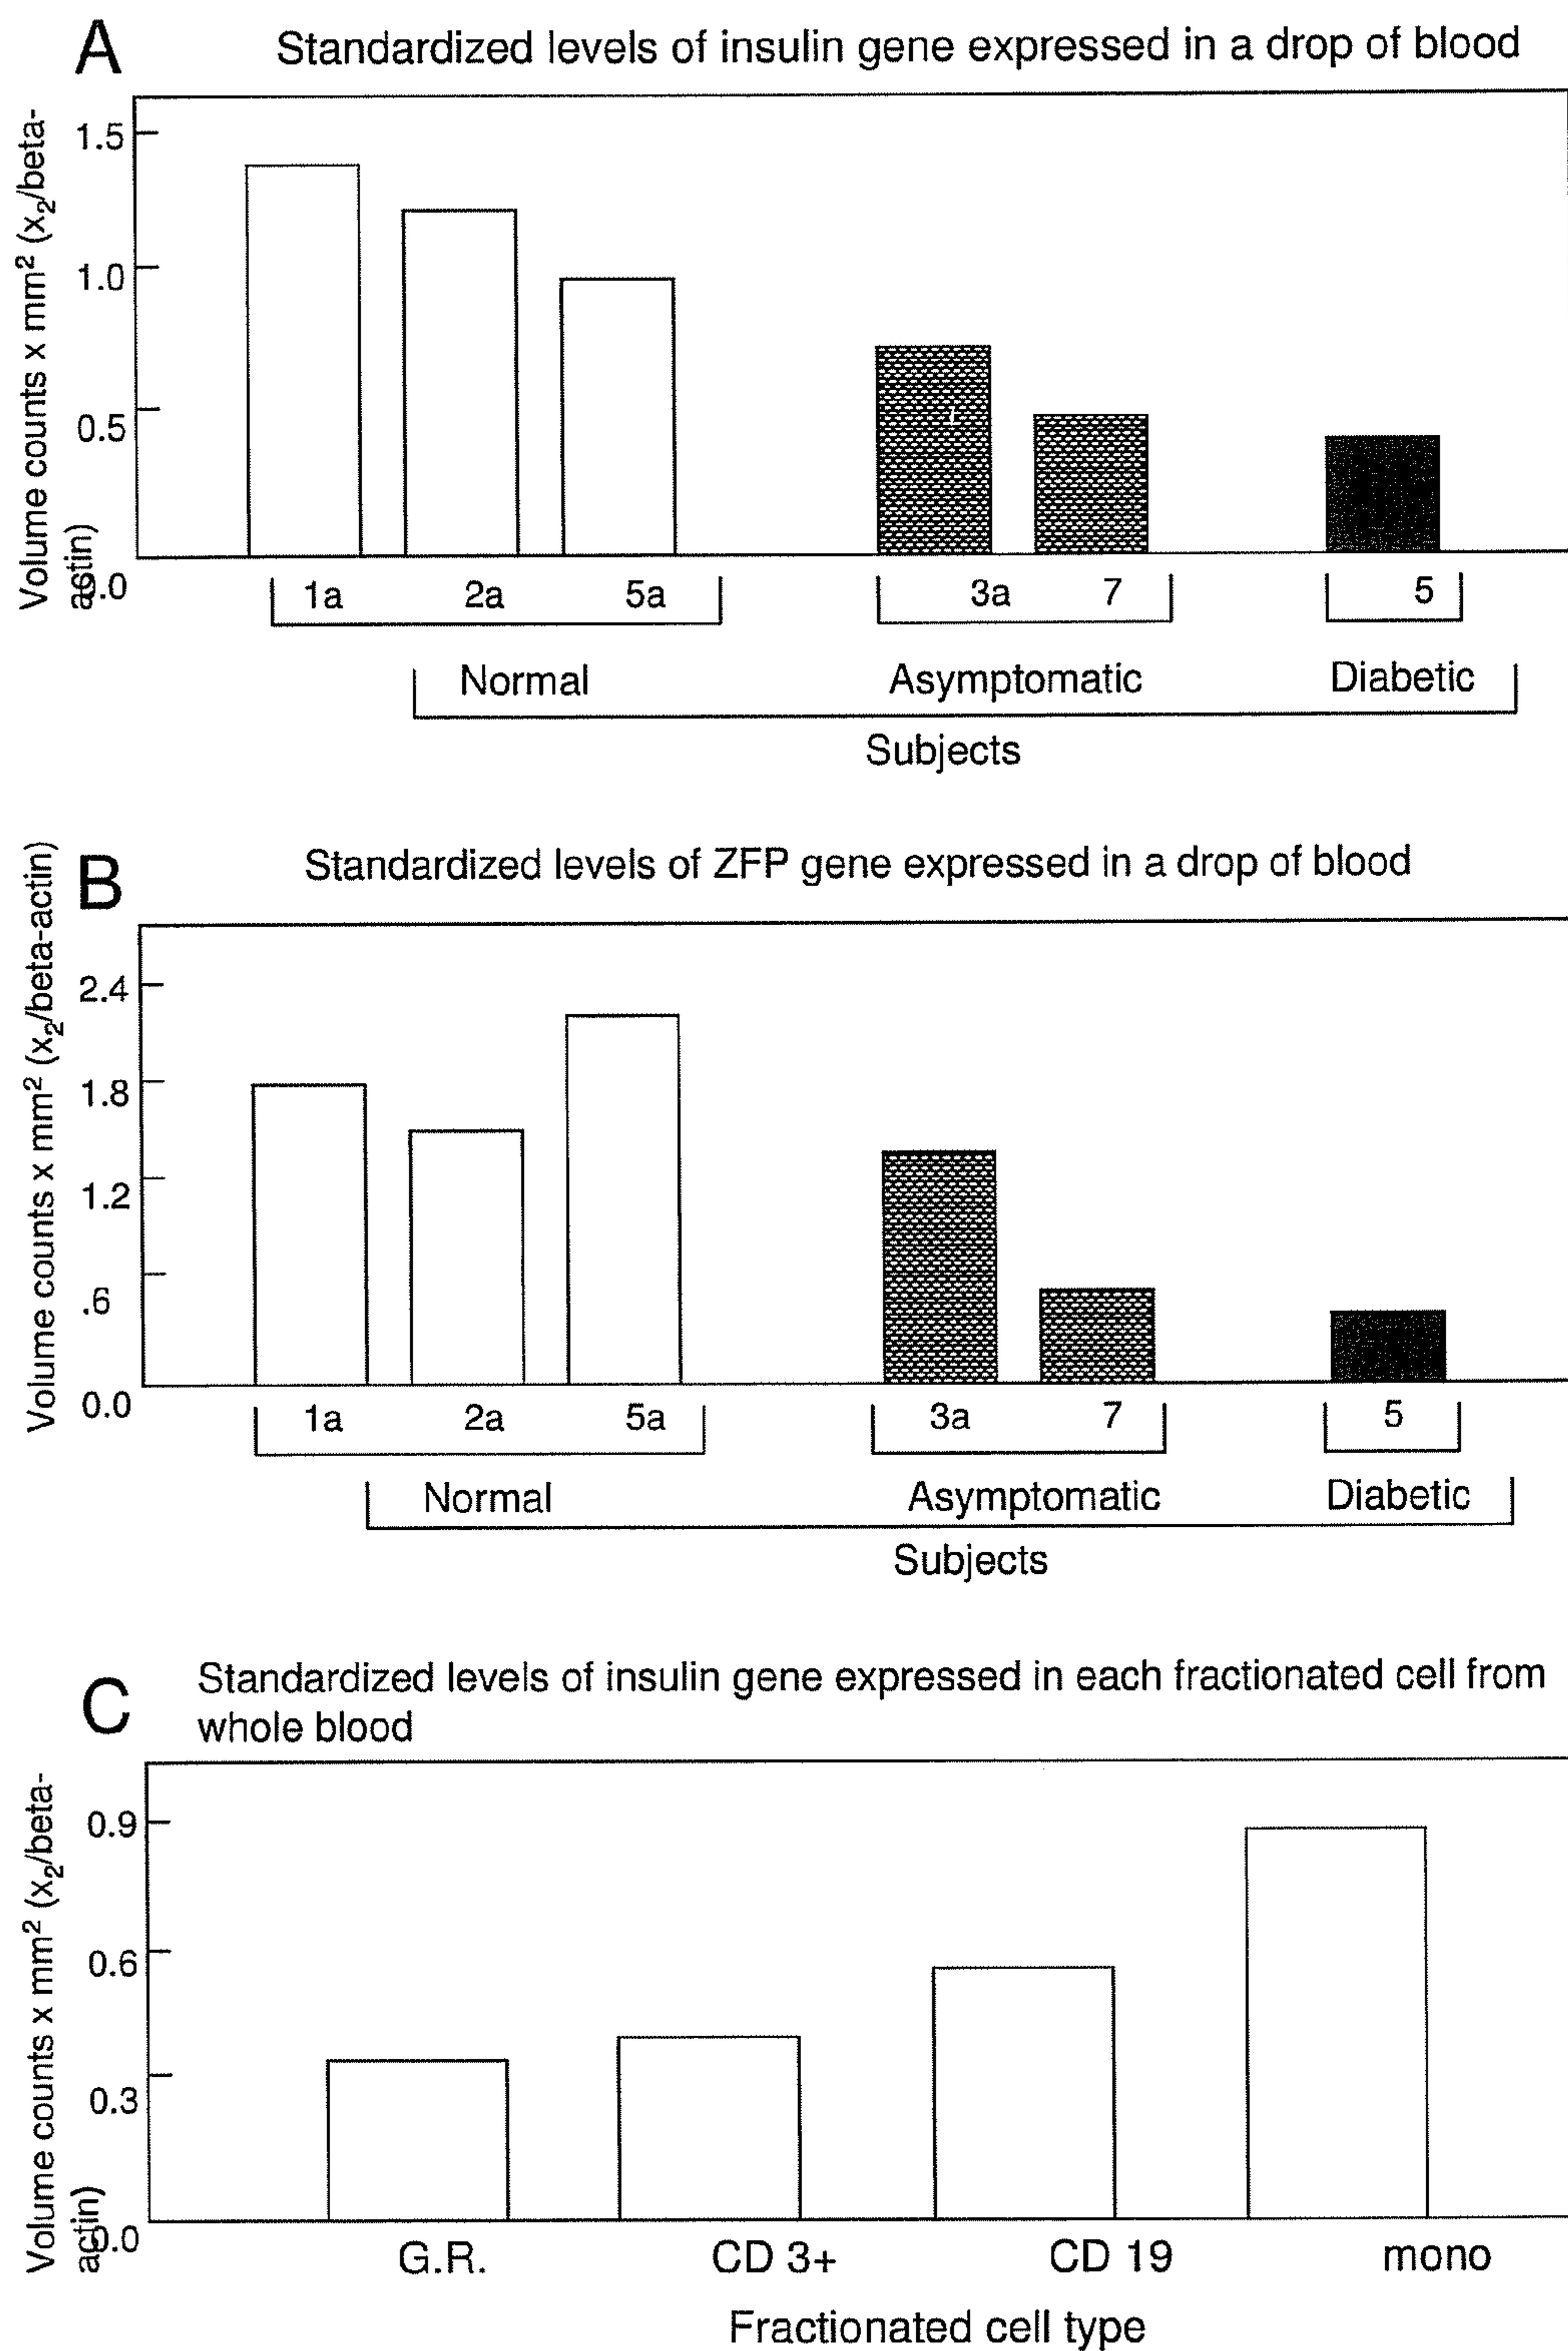 A
Standardized levels of insulin gene expressed in a drop of blood
Volume counts x mm² (x₂/beta-
actin)
1.5
1.0
0.5
0.0
1a 2a 5a 3a 7 5
Normal Asymptomatic Diabetic
Subjects
B
Standardized levels of ZFP gene expressed in a drop of blood
Volume counts x mm² (x₂/beta-actin)
2.4
1.8
1.2
.6
0.0
1a 2a 5a 3a 7 5
Normal Asymptomatic Diabetic
Subjects
C
Standardized levels of insulin gene expressed in each fractionated cell from
whole blood
Volume counts x mm² (x₂/beta-
actin)
0.9
0.6
0.3
0.0
G.R. CD 3+ CD 19 mono
Fractionated cell type